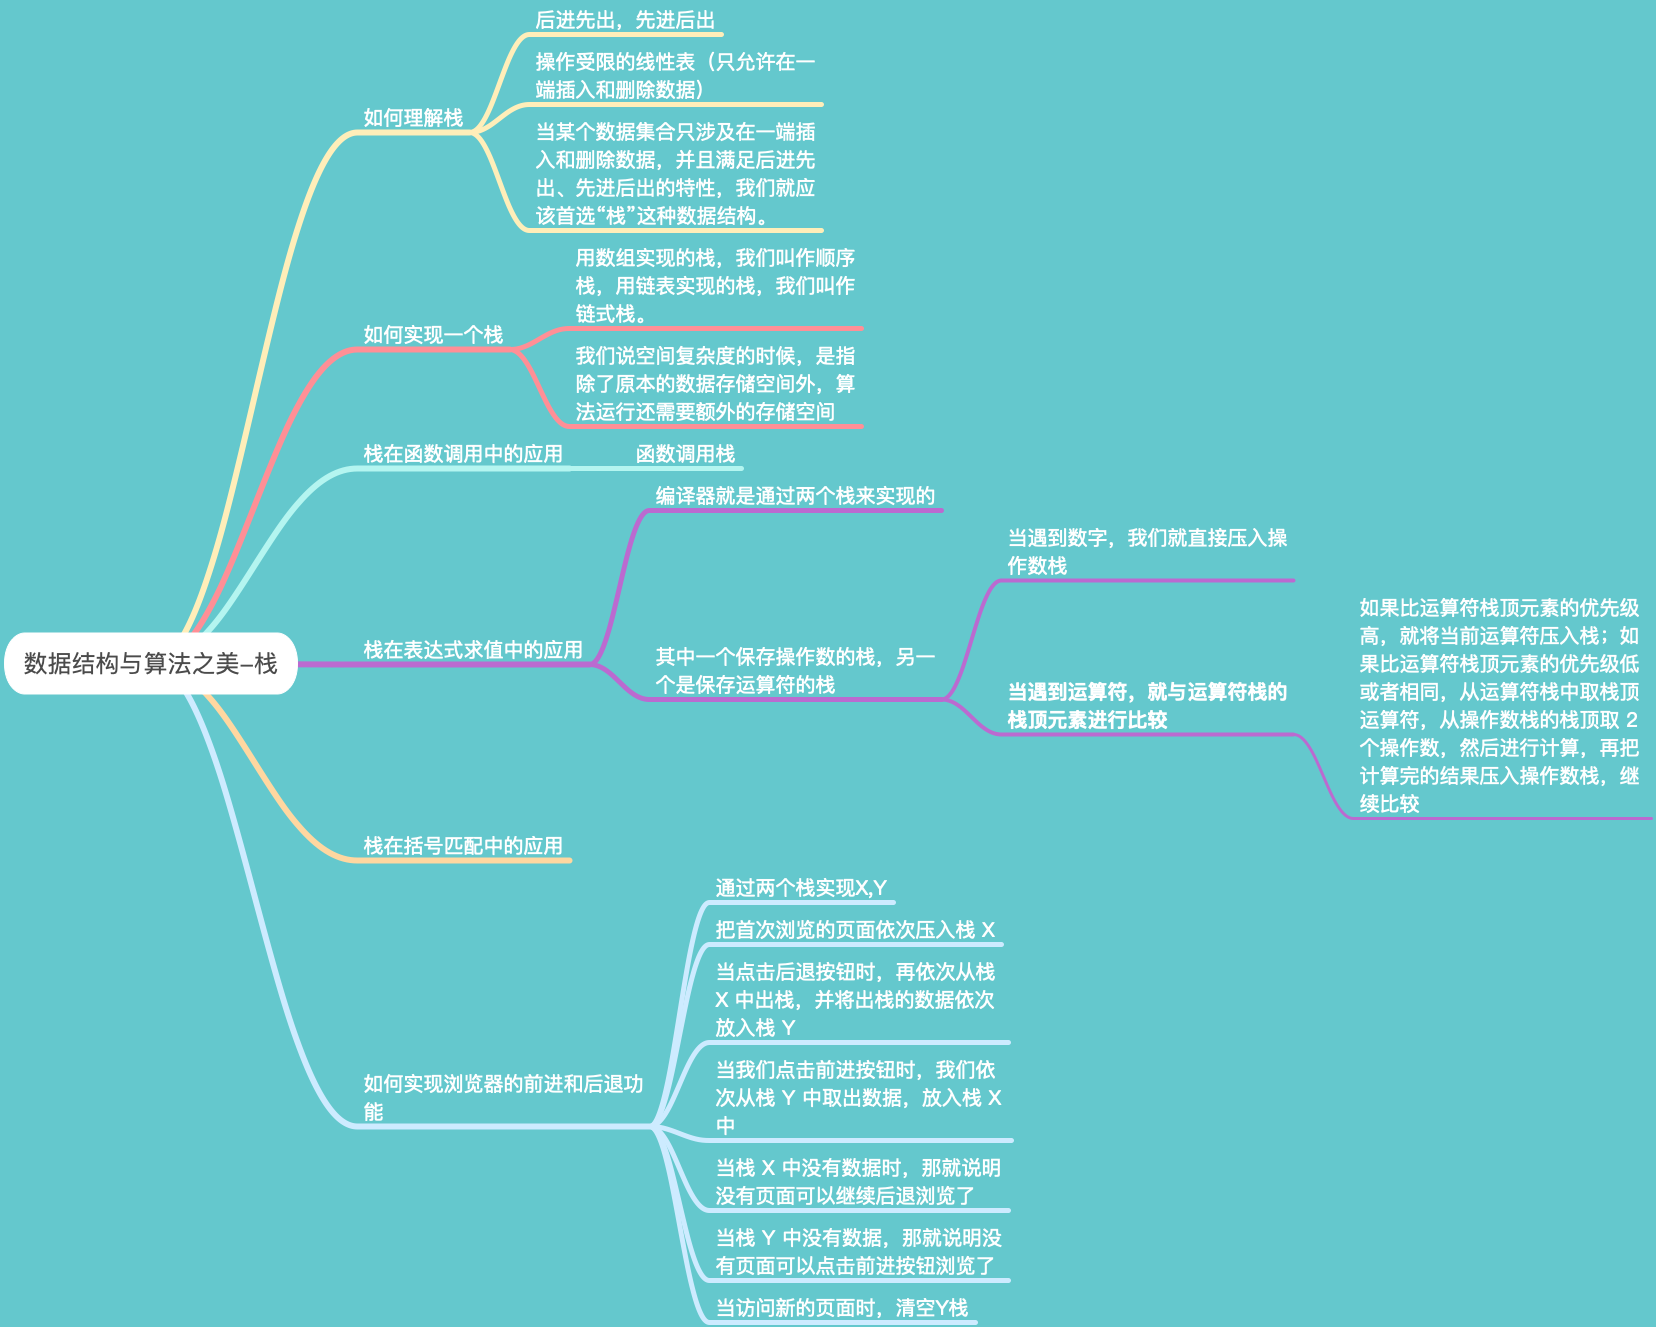 后进先出，先进后出
操作受限的线性表（只允许在一
端插入和删除数据）
如何理解栈
当某个数据集合只涉及在一端插
入和删除数据，并且满足后进先
出、先进后出的特性，我们就应
该首选“栈”这种数据结构。
用数组实现的栈，我们叫作顺序
栈，用链表实现的栈，我们叫作
链式栈。
如何实现一个栈
我们说空间复杂度的时候，是指
除了原本的数据存储空间外，算
法运行还需要额外的存储空间
栈在函数调用中的应用
函数调用栈
编译器就是通过两个栈来实现的
当遇到数字，我们就直接压入操
作数栈
栈在表达式求值中的应用
其中一个保存操作数的栈，另一
个是保存运算符的栈
当遇到运算符，就与运算符栈的
栈顶元素进行比较
如果比运算符栈顶元素的优先级
高，就将当前运算符压入栈；如
果比运算符栈顶元素的优先级低
或者相同，从运算符栈中取栈顶
运算符，从操作数栈的栈顶取 2
个操作数，然后进行计算，再把
计算完的结果压入操作数栈，继
续比较
数据结构与算法之美-栈
栈在括号匹配中的应用
通过两个栈实现X,Y
把首次浏览的页面依次压入栈 X
当点击后退按钮时，再依次从栈
X 中出栈，并将出栈的数据依次
放入栈 Y
如何实现浏览器的前进和后退功
能
当我们点击前进按钮时，我们依
次从栈 Y 中取出数据，放入栈 X
中
当栈 X 中没有数据时，那就说明
没有页面可以继续后退浏览了
当栈 Y 中没有数据，那就说明没
有页面可以点击前进按钮浏览了
当访问新的页面时，清空Y栈